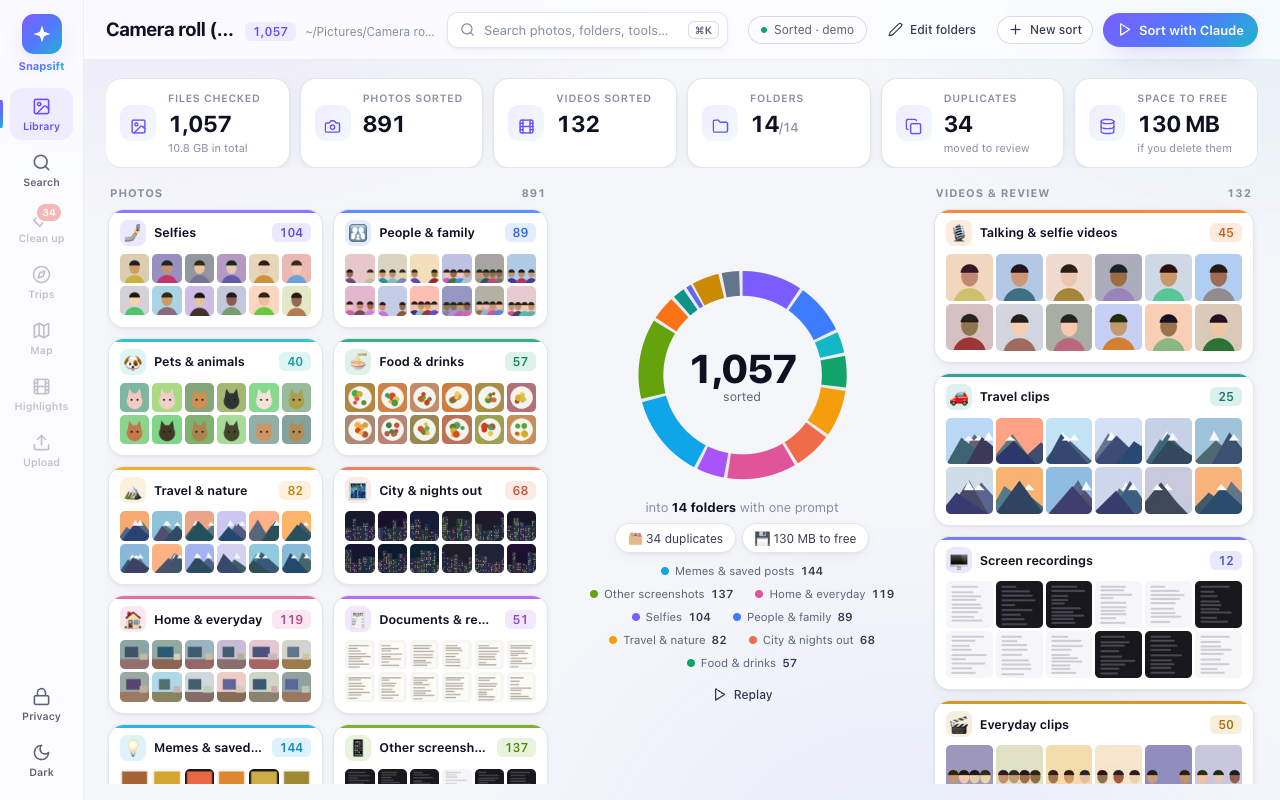 Snapsift
Library
Search
34
Clean up
Trips
Map
Highlights
Upload
Privacy
Dark
Camera roll (...
1,057
~/Pictures/Camera ro...
Search photos, folders, tools...
⌘K
Sorted · demo
Edit folders
New sort
Sort with Claude
FILES CHECKED
1,057
10.8 GB in total
PHOTOS SORTED
891
VIDEOS SORTED
132
FOLDERS
14/14
DUPLICATES
34
moved to review
SPACE TO FREE
130 MB
if you delete them
PHOTOS
891
Selfies
104
People & family
89
Pets & animals
40
Food & drinks
57
Travel & nature
82
City & nights out
68
Home & everyday
119
Documents & re...
51
Memes & saved...
144
Other screensh...
137
1,057
sorted
into 14 folders with one prompt
34 duplicates
130 MB to free
Memes & saved posts 144
Other screenshots 137
Home & everyday 119
Selfies 104
People & family 89
Travel & nature 82
City & nights out 68
Food & drinks 57
Replay
VIDEOS & REVIEW
132
Talking & selfie videos
45
Travel clips
25
Screen recordings
12
Everyday clips
50